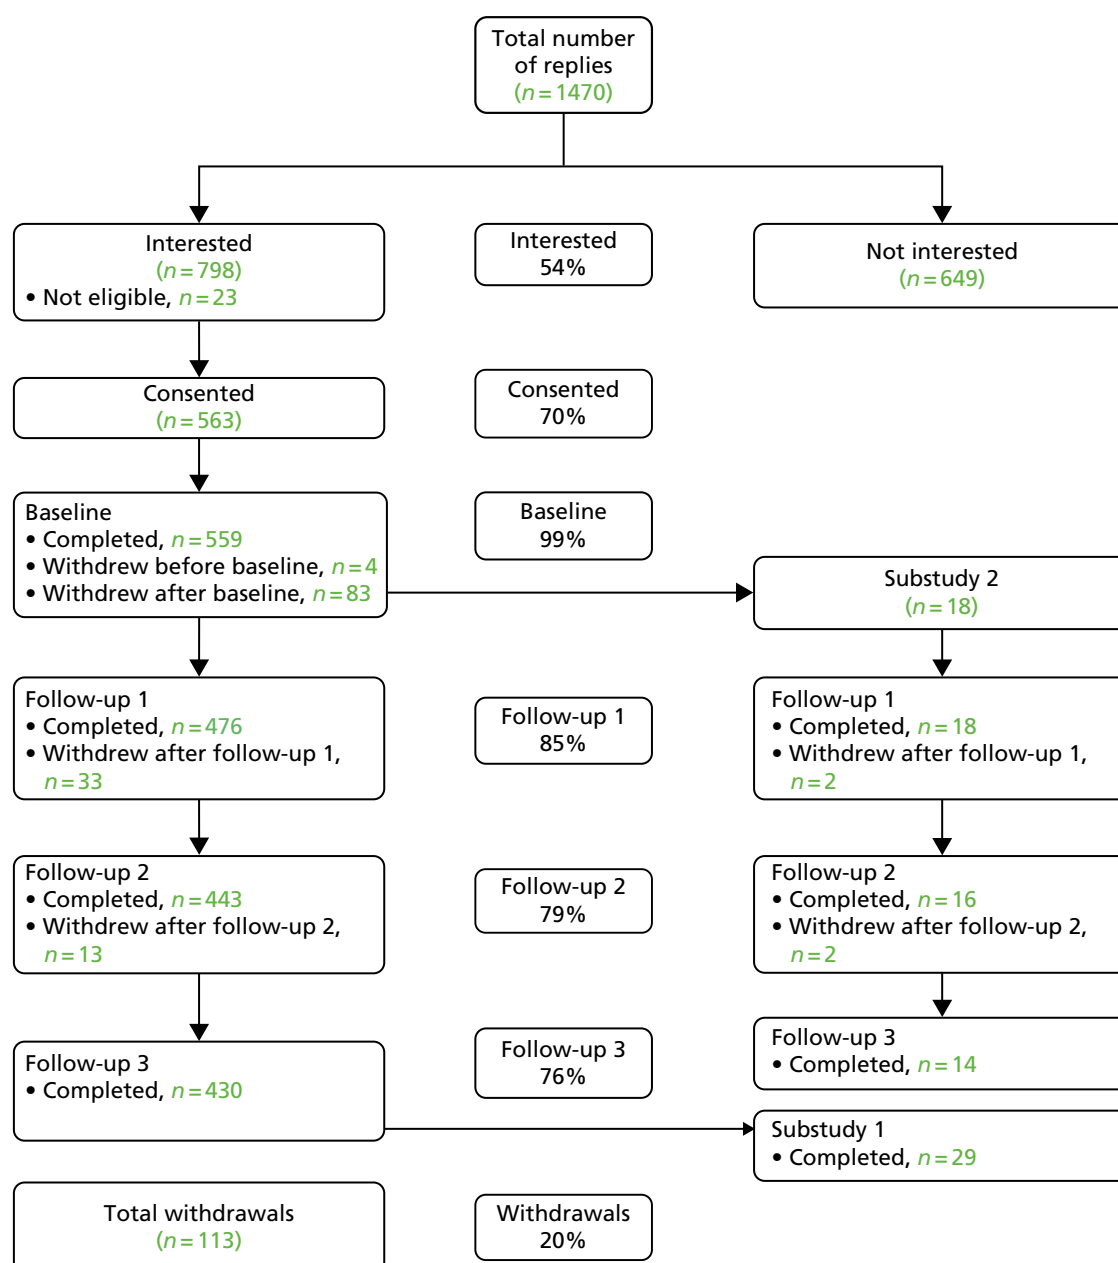 Total number
of replies
(n=1470)
Interested
(n=798)
• Not eligible, n=23
Interested
54%
Not interested
(n=649)
Consented
(n=563)
Consented
70%
Baseline
• Completed, n=559
• Withdrew before baseline, n=4
• Withdrew after baseline, n=83
Baseline
99%
Substudy 2
(n=18)
Follow-up 1
• Completed, n=476
• Withdrew after follow-up 1,
n=33
Follow-up 1
85%
Follow-up 1
• Completed, n=18
• Withdrew after follow-up 1,
n=2
Follow-up 2
• Completed, n=443
• Withdrew after follow-up 2,
n=13
Follow-up 2
79%
Follow-up 2
• Completed, n=16
• Withdrew after follow-up 2,
n=2
Follow-up 3
• Completed, n=430
Follow-up 3
76%
Follow-up 3
• Completed, n=14
Substudy 1
• Completed, n=29
Total withdrawals
(n=113)
Withdrawals
20%